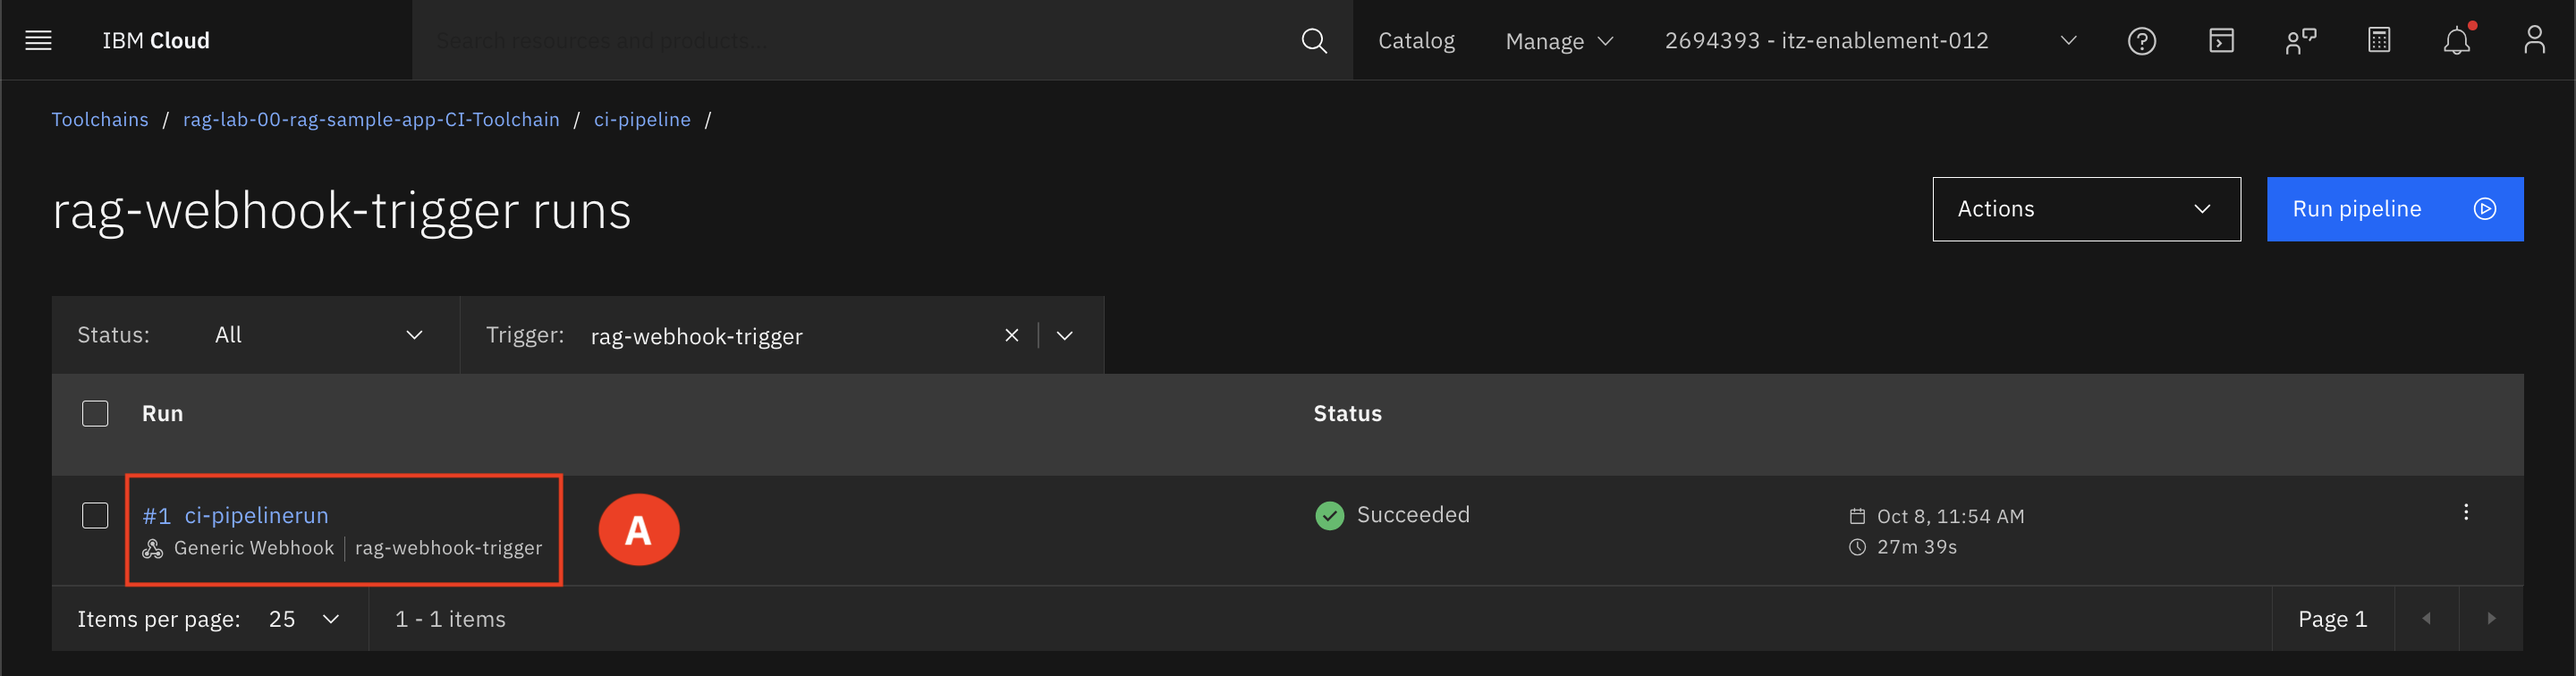 IBM Cloud
Search resources and products...
Catalog
Manage
2694393 - itz-enablement-012
Toolchains / rag-lab-00-rag-sample-app-CI-Toolchain / ci-pipeline /
rag-webhook-trigger runs
Actions
Run pipeline
Status: All
Trigger: rag-webhook-trigger
Run
Status
#1 ci-pipelinerun
Generic Webhook | rag-webhook-trigger
A
Succeeded
Oct 8, 11:54 AM
27m 39s
Items per page: 25
1 - 1 items
Page 1